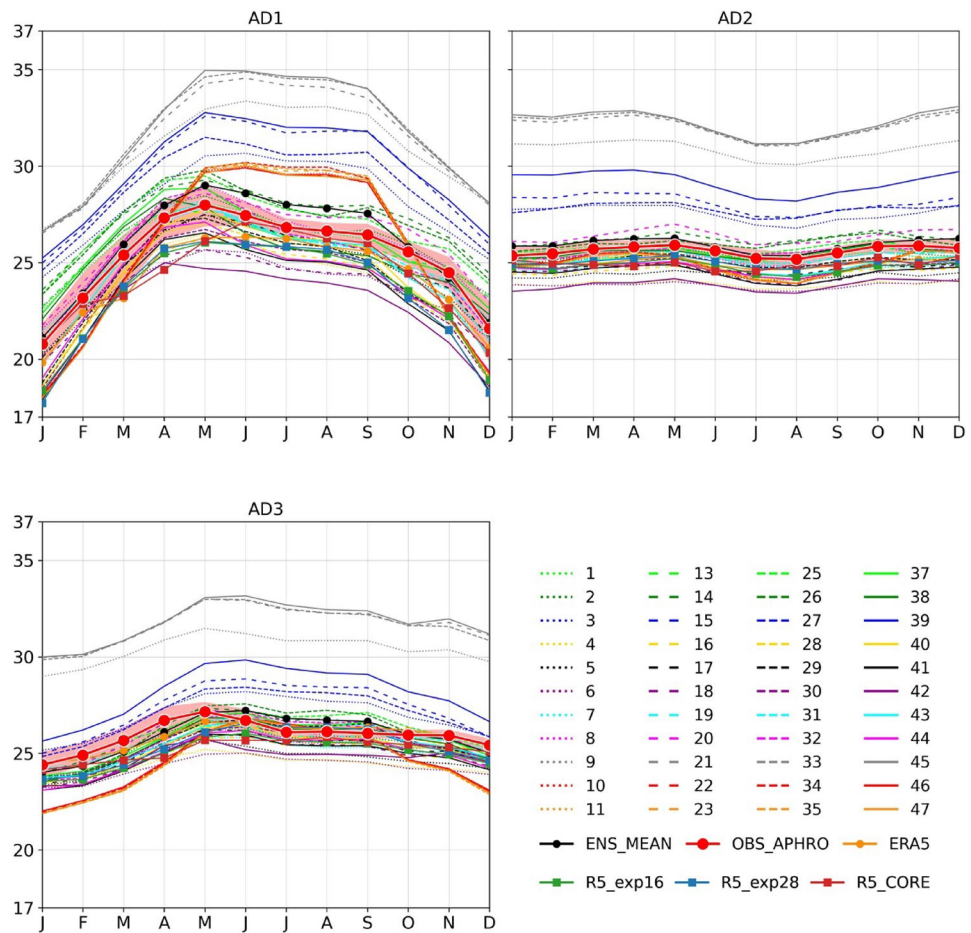 AD1
AD2
37
35
30
25
20
17
J F M A M J J A S O N D
J F M A M J J A S O N D
AD3
37
35
30
25
20
17
J F M A M J J A S O N D
1 13 25 37
2 14 26 38
3 15 27 39
4 16 28 40
5 17 29 41
6 18 30 42
7 19 31 43
8 20 32 44
9 21 33 45
10 22 34 46
11 23 35 47
ENS_MEAN OBS_APHRO ERA5
R5_exp16 R5_exp28 R5_CORE